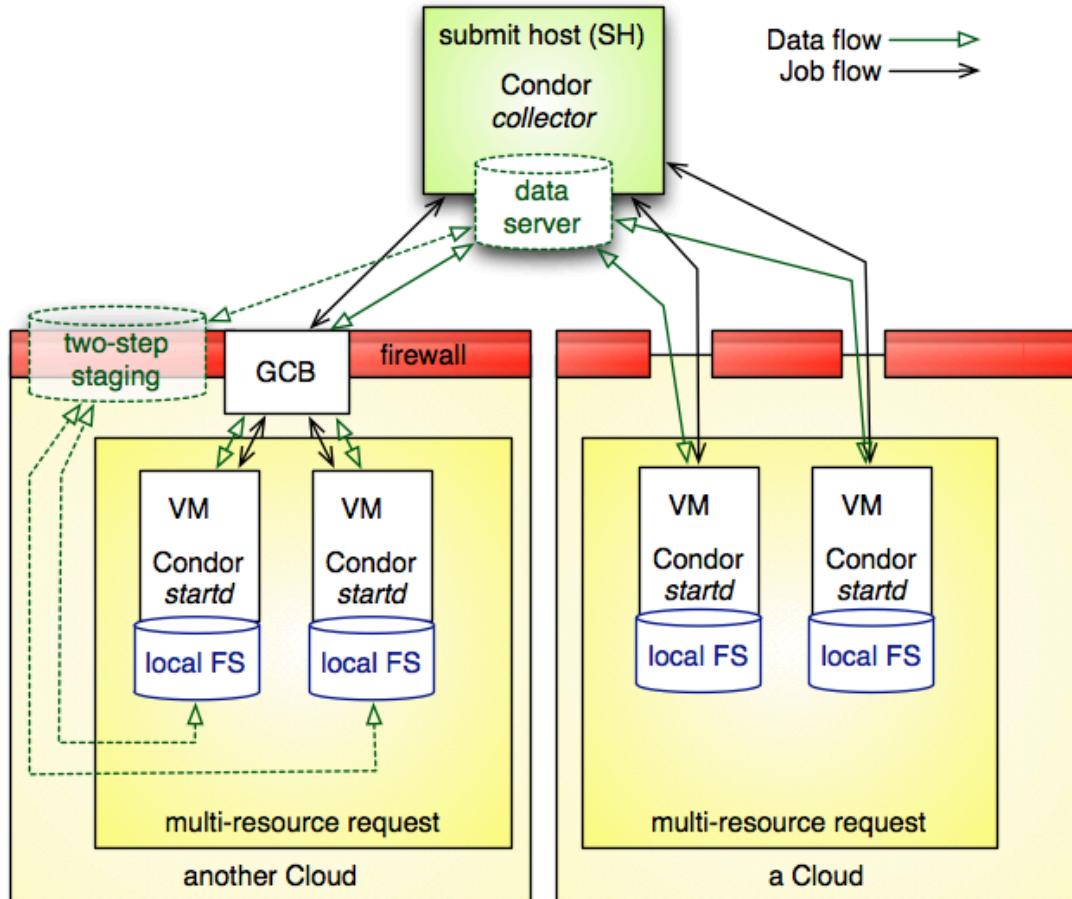 submit host (SH)
Condor
collector
data
server
Data flow
Job flow
two-step
staging
GCB
firewall
VM
Condor
startd
local FS
VM
Condor
startd
local FS
multi-resource request
another Cloud
VM
Condor
startd
local FS
VM
Condor
startd
local FS
multi-resource request
a Cloud